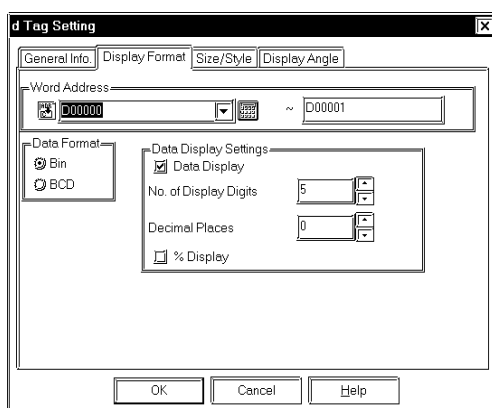 d Tag Setting
General Info. Display Format Size/Style Display Angle
Word Address
D00000 ~ D00001
Data Format
Bin
BCD
Data Display Settings
Data Display
No. of Display Digits 5
Decimal Places 0
% Display
OK Cancel Help